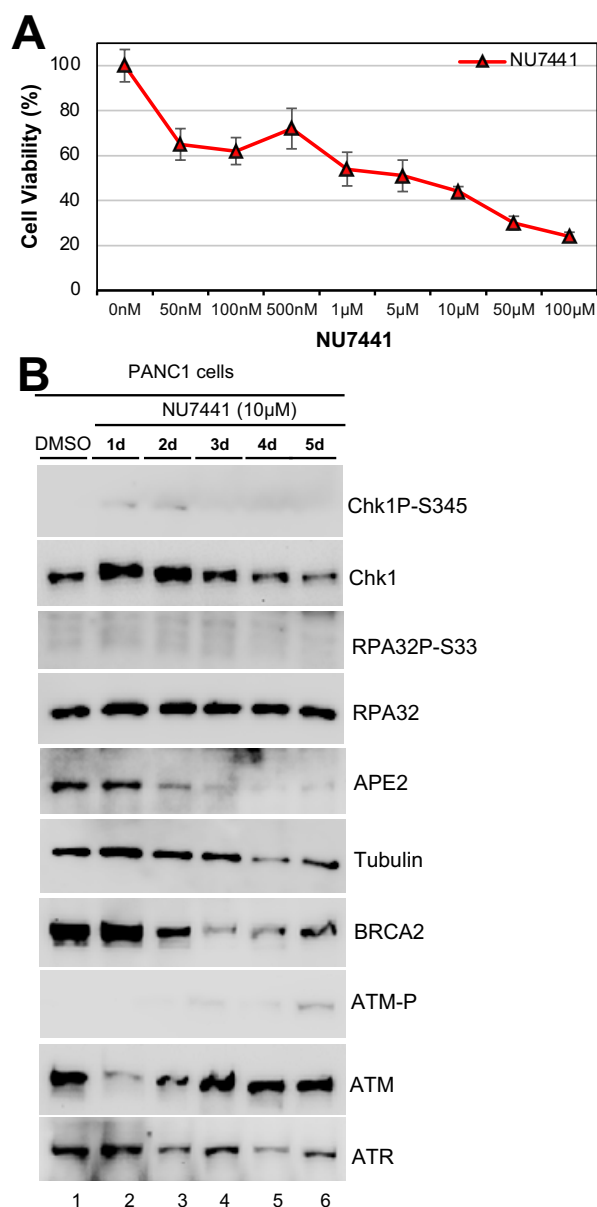 A
Cell Viability (%)
100
80
60
40
20
0
NU7441
0nM 50nM 100nM 500nM 1µM 5µM 10µM 50µM 100µM
NU7441
B
PANC1 cells
NU7441 (10µM)
DMSO 1d 2d 3d 4d 5d
Chk1P-S345
Chk1
RPA32P-S33
RPA32
APE2
Tubulin
BRCA2
ATM-P
ATM
ATR
1 2 3 4 5 6